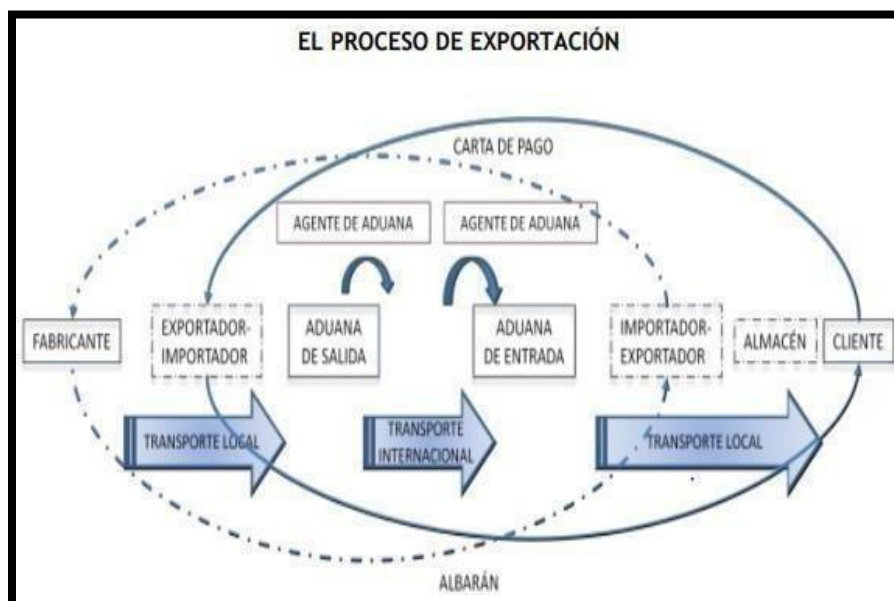 EL PROCESO DE EXPORTACIÓN
CARTA DE PAGO
AGENTE DE ADUANA
AGENTE DE ADUANA
FABRICANTE
EXPORTADOR-
IMPORTADOR
ADUANA
DE SALIDA
ADUANA
DE ENTRADA
IMPORTADOR-
EXPORTADOR
ALMACÉN
CLIENTE
TRANSPORTE LOCAL
TRANSPORTE
INTERNACIONAL
TRANSPORTE LOCAL
ALBARÁN